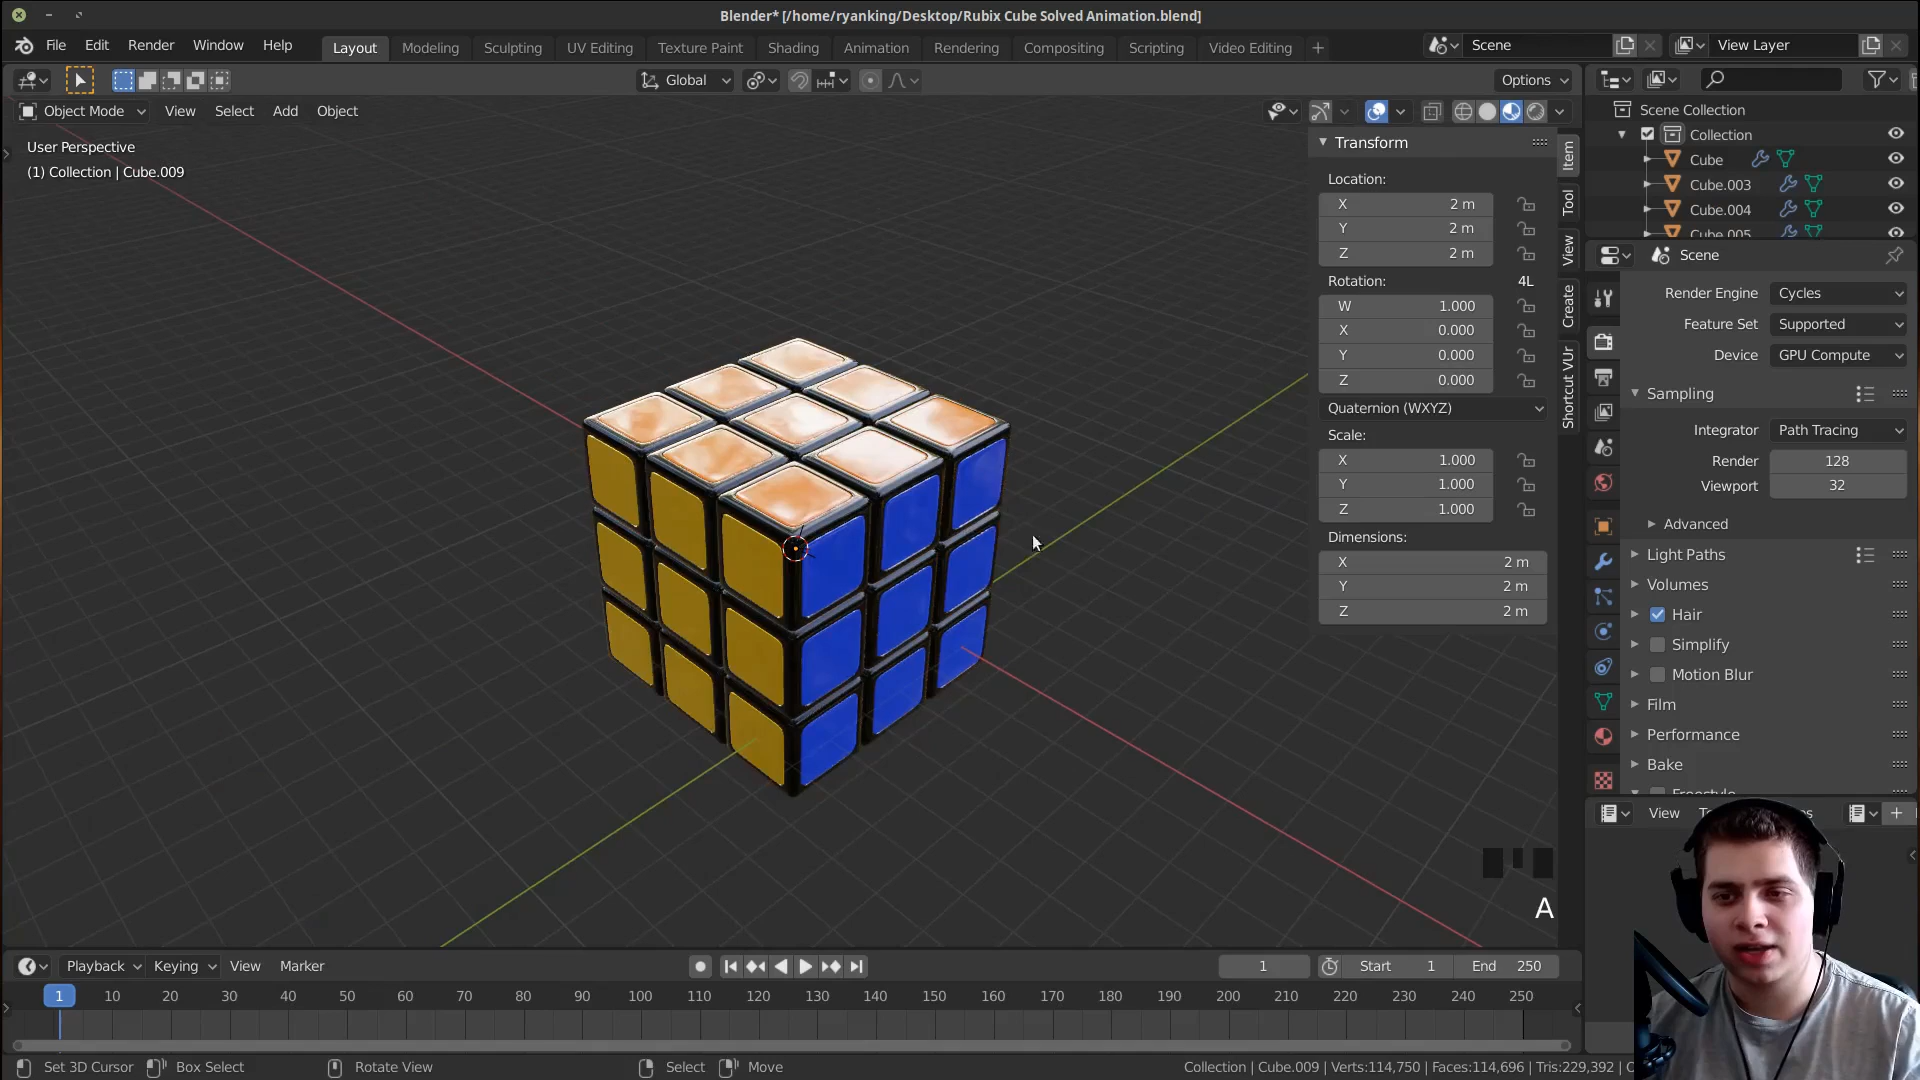 Blender* [/home/ryanking/Desktop/Rubix Cube Solved Animation.blend]
File Edit Render Window Help
Layout Modeling Sculpting UV Editing Texture Paint Shading Animation Rendering Compositing Scripting Video Editing +
Scene
View Layer
Global
Options
Object Mode View Select Add Object
User Perspective
(1) Collection | Cube.009
Transform
Location:
X 2 m
Y 2 m
Z 2 m
Rotation: 4L
W 1.000
X 0.000
Y 0.000
Z 0.000
Quaternion (WXYZ)
Scale:
X 1.000
Y 1.000
Z 1.000
Dimensions:
X 2 m
Y 2 m
Z 2 m
Item
Tool
View
Create
Shortcut VUr
Scene Collection
Collection
Cube
Cube.003
Cube.004
Cube.005
Scene
Render Engine Cycles
Feature Set Supported
Device GPU Compute
Sampling
Integrator Path Tracing
Render 128
Viewport 32
Advanced
Light Paths
Volumes
Hair
Simplify
Motion Blur
Film
Performance
Bake
Freestyle
View
A
Playback Keying View Marker
1
Start 1
End 250
1 10 20 30 40 50 60 70 80 90 100 110 120 130 140 150 160 170 180 190 200 210 220 230 240 250
Set 3D Cursor Box Select Rotate View Select Move
Collection | Cube.009 | Verts:114,750 | Faces:114,696 | Tris:229,392 |